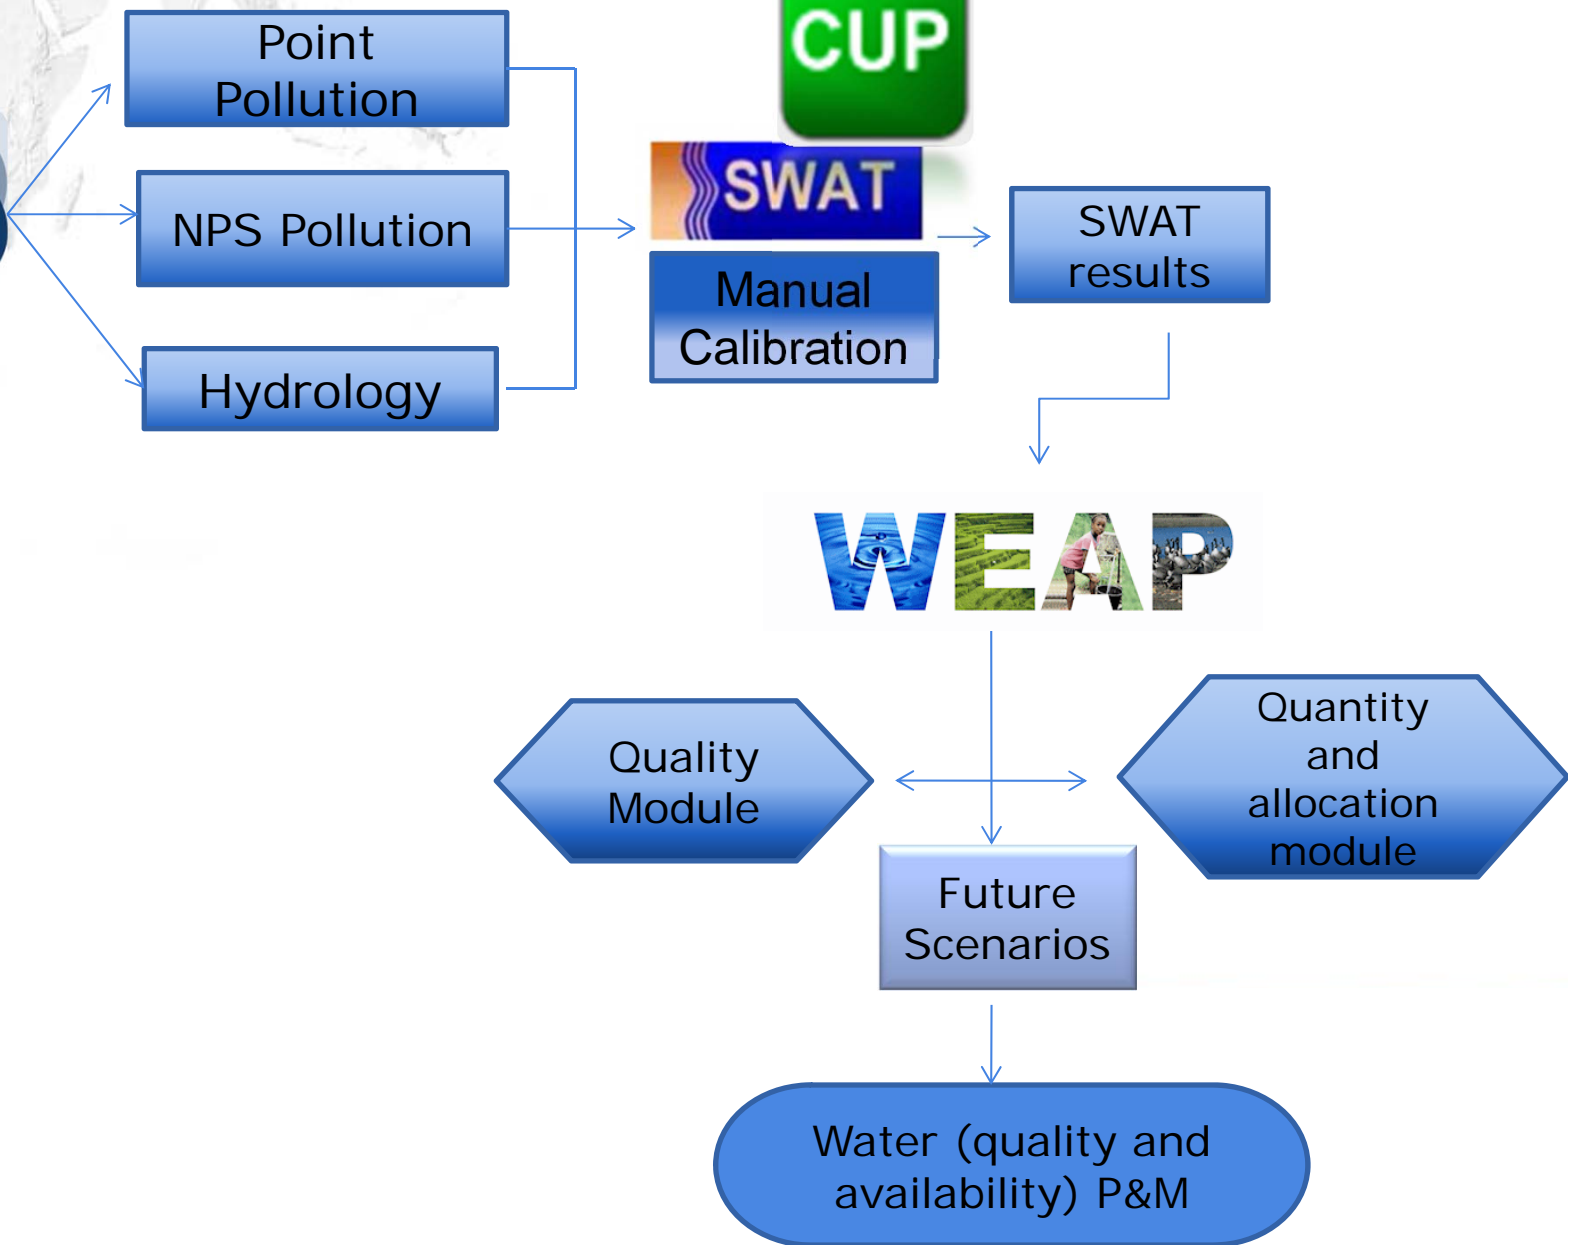 Point
Pollution
CUP
NPS Pollution
SWAT
SWAT
results
Manual
Calibration
Hydrology
WEAP
Quality
Module
Quantity
and
allocation
module
Future
Scenarios
Water (quality and
availability) P&M